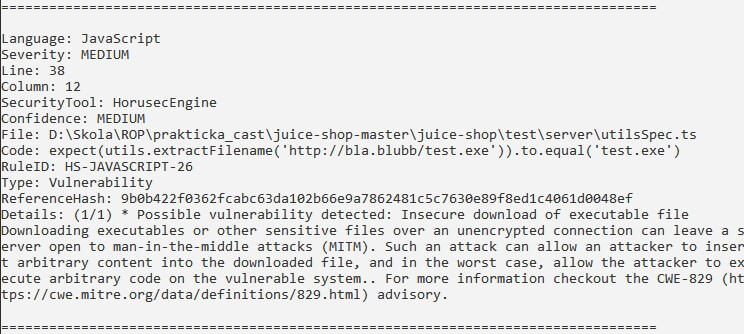 ==================================================================================
Language: JavaScript
Severity: MEDIUM
Line: 38
Column: 12
SecurityTool: HorusecEngine
Confidence: MEDIUM
File: D:\Skola\ROP\prakticka_cast\juice-shop-master\juice-shop\test\server\utilsSpec.ts
Code: expect(utils.extractFilename('http://bla.blubb/test.exe')).to.equal('test.exe')
RuleID: HS-JAVASCRIPT-26
Type: Vulnerability
ReferenceHash: 9b0b422f0362fcabc63da102b66e9a7862481c5c7630e89f8ed1c4061d0048ef
Details: (1/1) * Possible vulnerability detected: Insecure download of executable file
Downloading executables or other sensitive files over an unencrypted connection can leave a s
erver open to man-in-the-middle attacks (MITM). Such an attack can allow an attacker to inser
t arbitrary content into the downloaded file, and in the worst case, allow the attacker to ex
ecute arbitrary code on the vulnerable system.. For more information checkout the CWE-829 (ht
tps://cwe.mitre.org/data/definitions/829.html) advisory.
==================================================================================